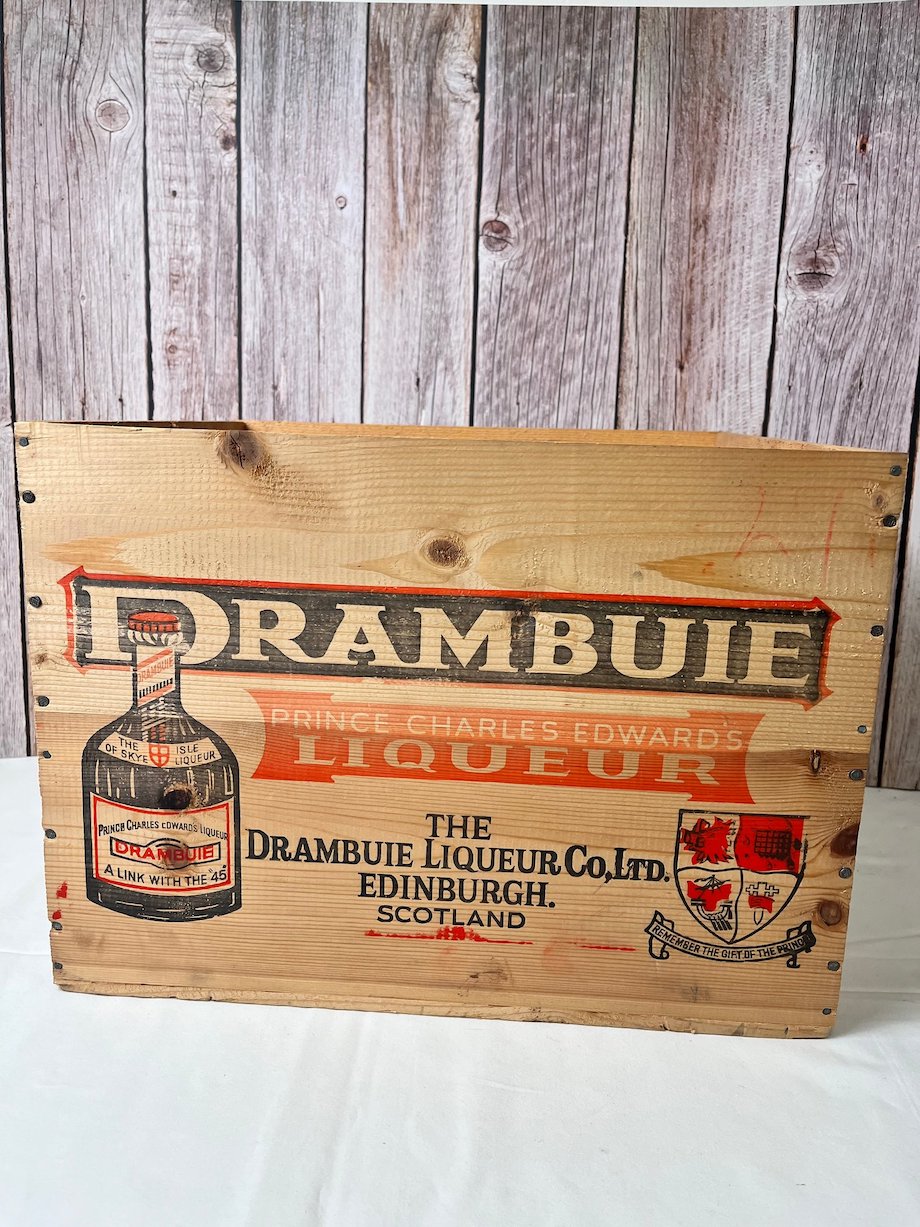 DRAMBUIE
PRINCE CHARLES EDWARD'S
LIQUEUR
DRAMBUIE
THE ISLE
OF SKYE LIQUEUR
PRINCE CHARLES EDWARD'S LIQUEUR
DRAMBUIE
A LINK WITH THE '45
THE
DRAMBUIE LIQUEUR CO, LTD.
EDINBURGH.
SCOTLAND
REMEMBER THE GIFT OF THE PRINCE